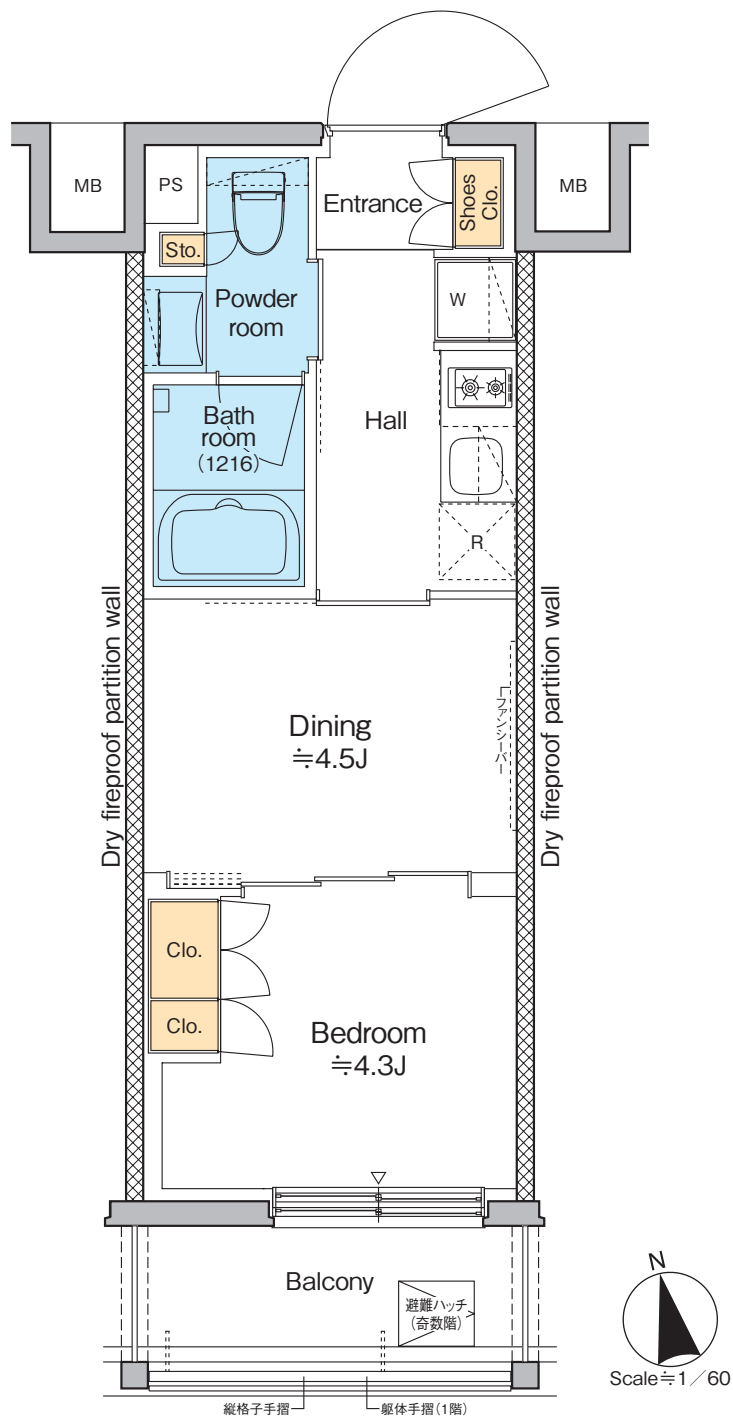 MB
PS
Entrance
Shoes
Clo.
MB
Sto.
W
Powder
room
Hall
Bath
room
(1216)
R
Dry fireproof partition wall
Dry fireproof partition wall
「ファンシーバー」
Dining
≒4.5J
Clo.
Clo.
Bedroom
≒4.3J
Balcony
避難ハッチ
(奇数階)
N
Scale≒1/60
縦格子手摺
躯体手摺(1階)